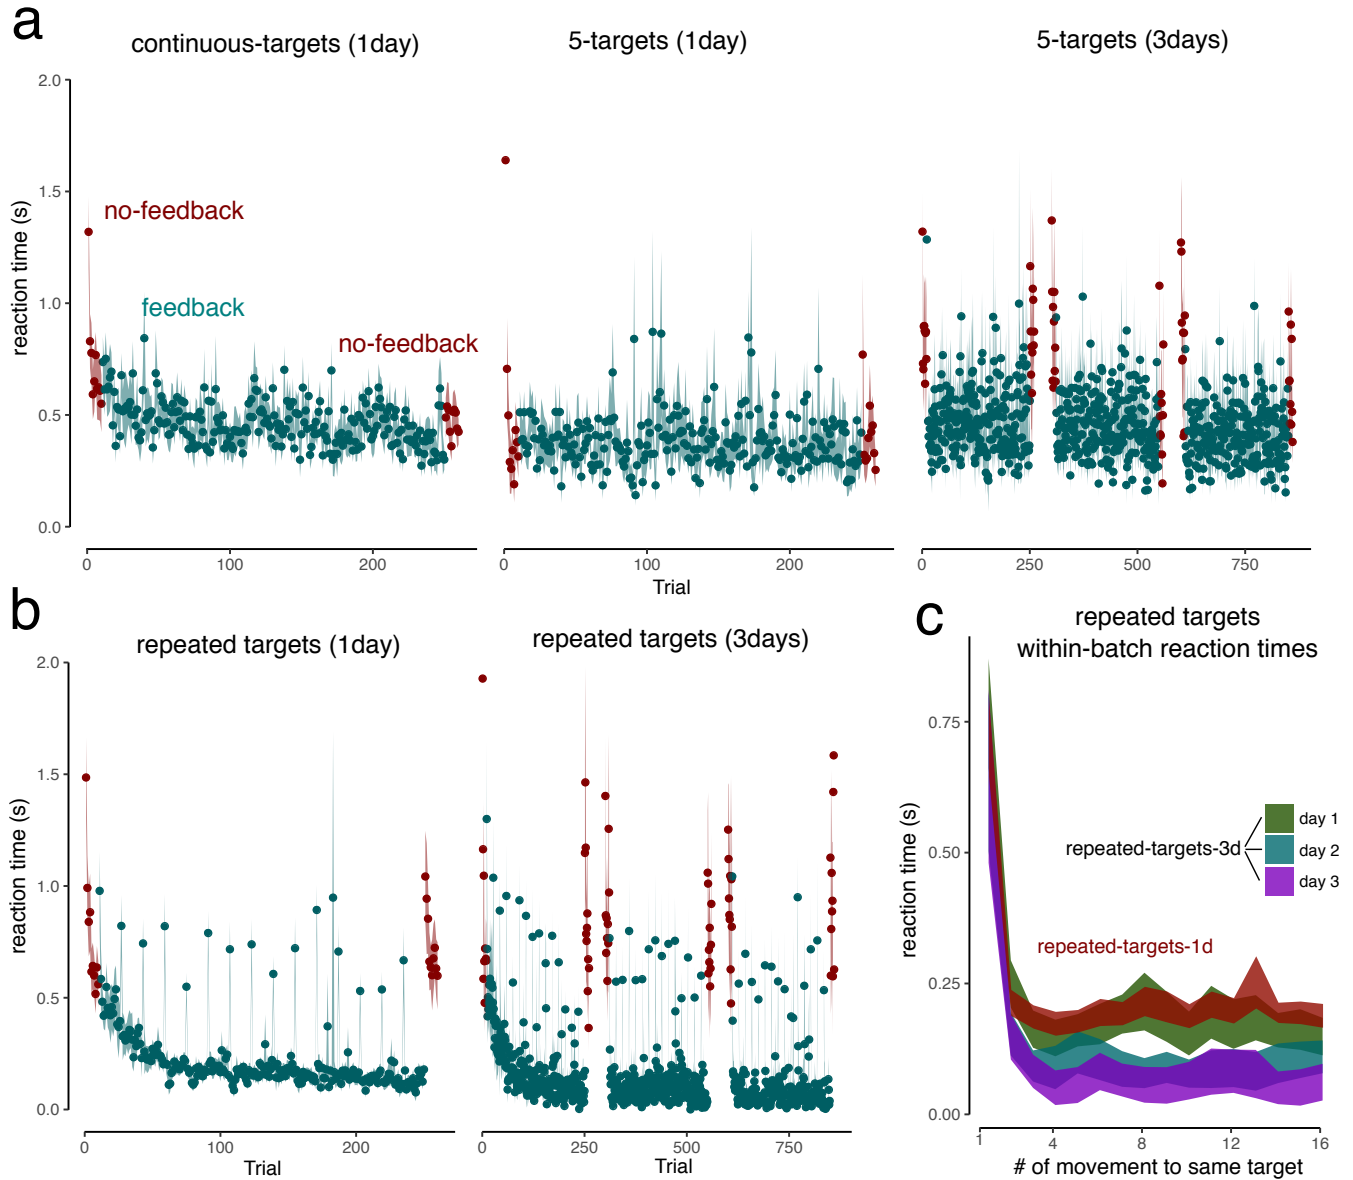 a
continuous-targets (1day)
5-targets (1day)
5-targets (3days)
reaction time (s)
2.0
1.5
1.0
0.5
0.0
no-feedback
feedback
no-feedback
0
100
200
0
100
200
0
250
500
750
Trial
b
repeated targets (1day)
repeated targets (3days)
reaction time (s)
2.0
1.5
1.0
0.5
0.0
0
100
200
Trial
0
250
500
750
Trial
c
repeated targets
within-batch reaction times
reaction time (s)
0.75
0.50
0.25
0.00
repeated-targets-3d
day 1
day 2
day 3
repeated-targets-1d
1
4
8
12
16
# of movement to same target